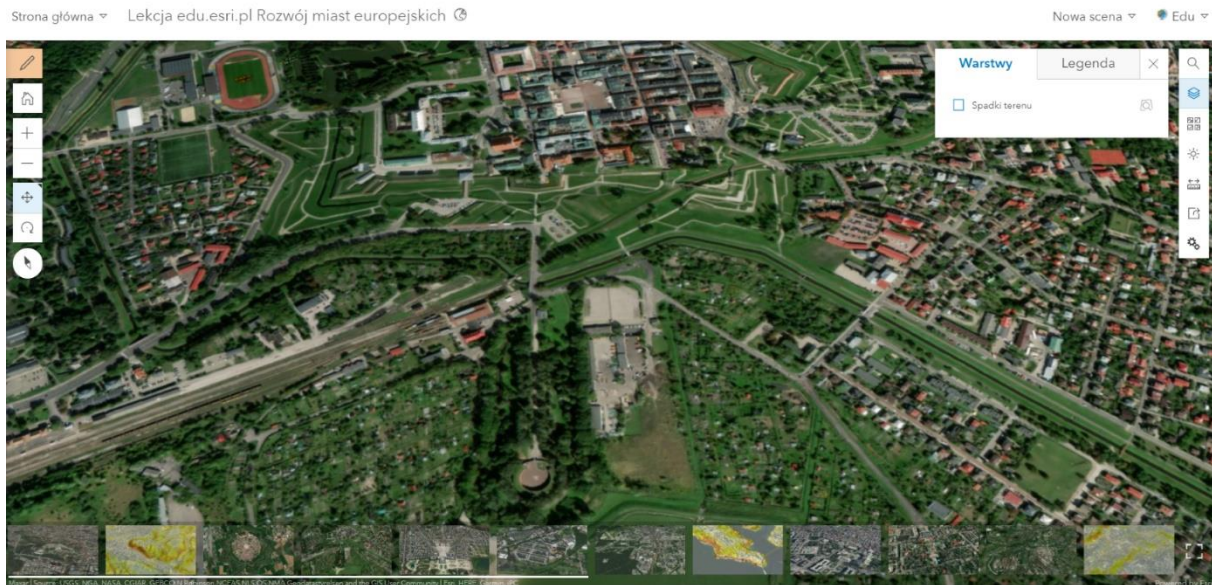 Strona główna Lekcja edu.esri.pl Rozwój miast europejskich Nowa scena Edu
Warstwy Legenda
Spadki terenu